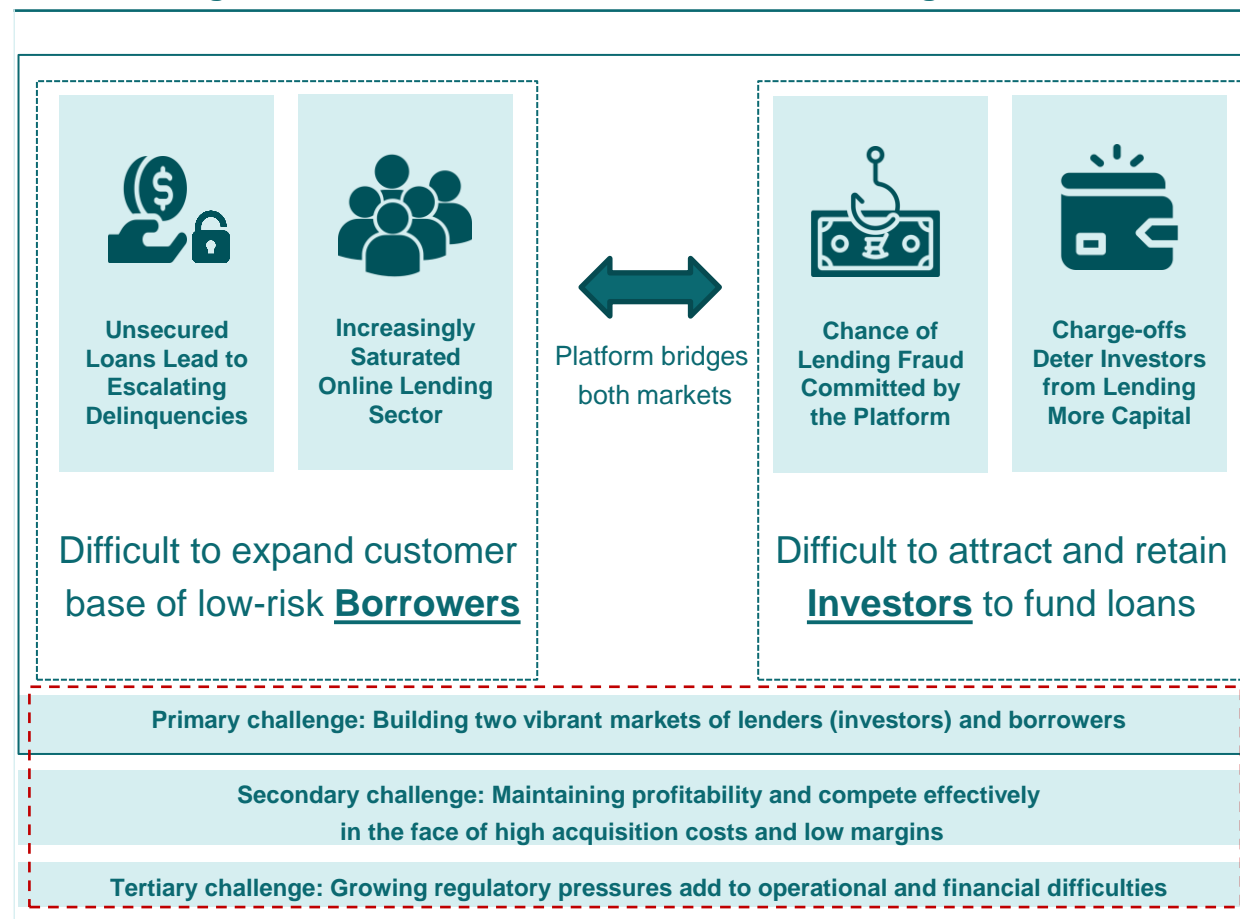 Unsecured
Loans Lead to
Escalating
Delinquencies
Increasingly
Saturated
Online Lending
Sector
Platform bridges
both markets
Chance of
Lending Fraud
Committed by
the Platform
Charge-offs
Deter Investors
from Lending
More Capital
Difficult to expand customer
base of low-risk Borrowers
Difficult to attract and retain
Investors to fund loans
Primary challenge: Building two vibrant markets of lenders (investors) and borrowers
Secondary challenge: Maintaining profitability and compete effectively
in the face of high acquisition costs and low margins
Tertiary challenge: Growing regulatory pressures add to operational and financial difficulties